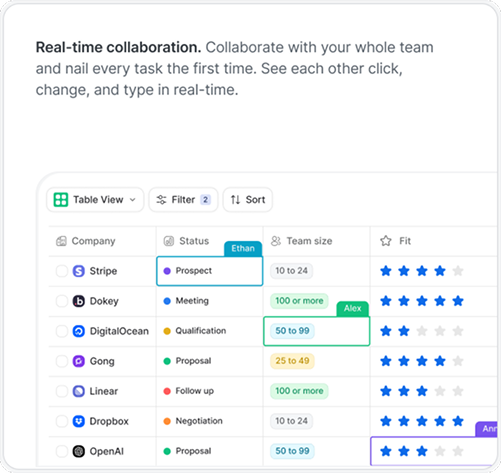 Real-time collaboration. Collaborate with your whole team
and nail every task the first time. See each other click,
change, and type in real-time.
Table View Filter 2 Sort
Company Status Team size Fit
Ethan
Stripe Prospect 10 to 24
Dokey Meeting 100 or more
Alex
DigitalOcean Qualification 50 to 99
Gong Proposal 25 to 49
Linear Follow up 100 or more
Dropbox Negotiation 10 to 24
OpenAI Proposal 50 to 99